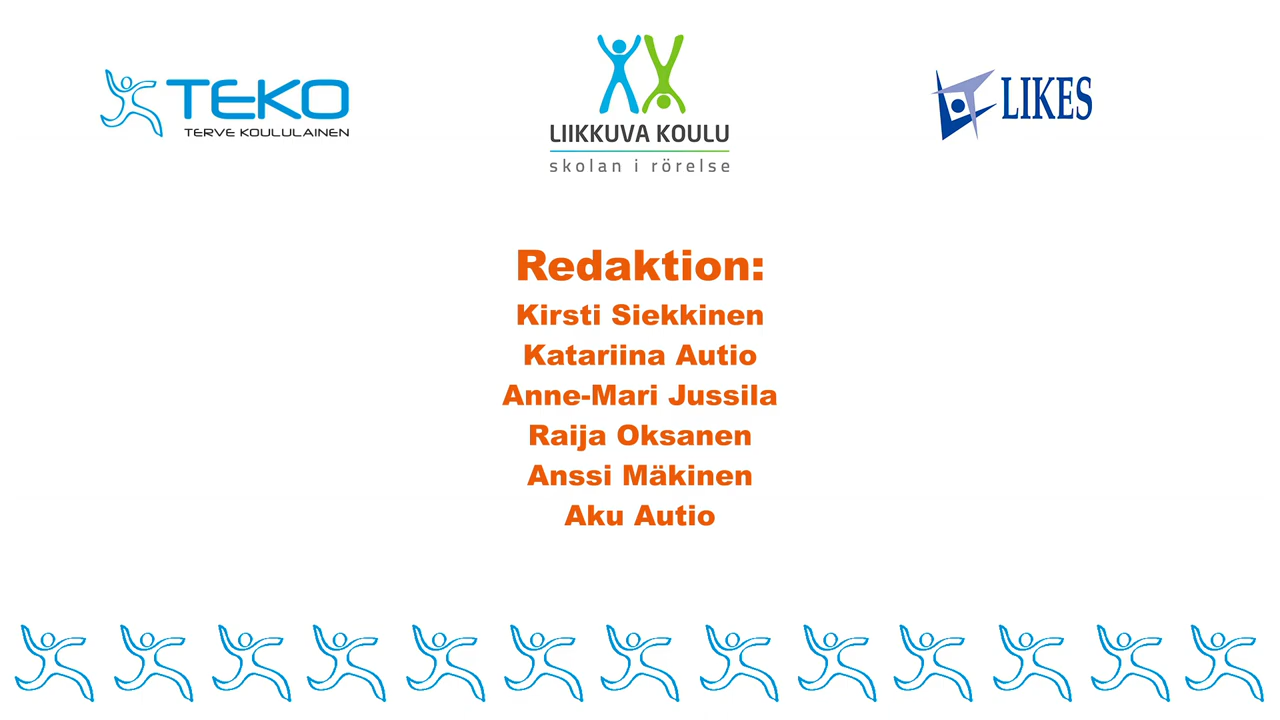 TEKO
TERVE KOULULAINEN
LIIKKUVA KOULU
skolan i rörelse
LIKES
Redaktion:
Kirsti Siekkinen
Katariina Autio
Anne-Mari Jussila
Raija Oksanen
Anssi Mäkinen
Aku Autio